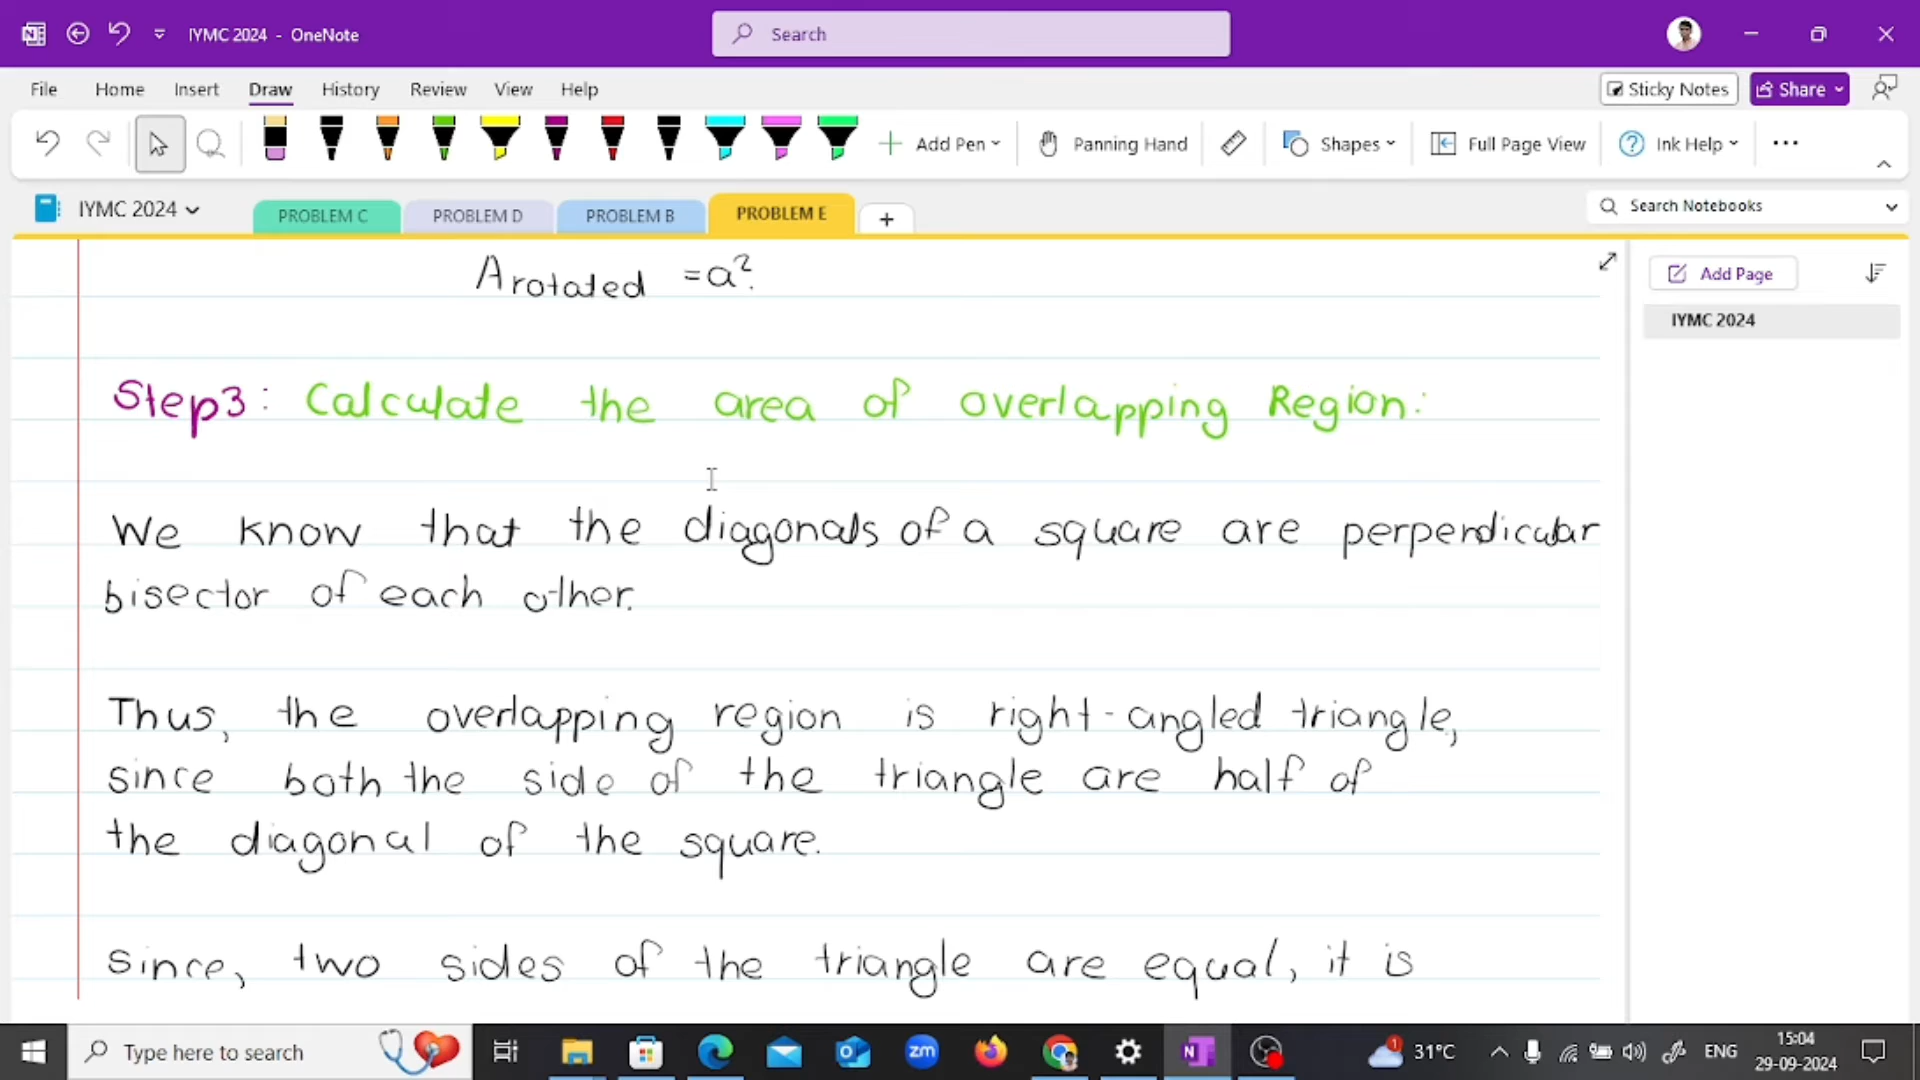 IYMC 2024 - OneNote
Search
File Home Insert Draw History Review View Help
Sticky Notes Share
Add Pen Panning Hand Shapes Full Page View Ink Help
IYMC 2024 PROBLEM C PROBLEM D PROBLEM B PROBLEM E +
Search Notebooks
Add Page
IYMC 2024
Arotated = a².
Step3: Calculate the area of overlapping Region:
We know that the diagonals of a square are perpendicular
bisector of each other.
Thus, the overlapping region is right-angled triangle,
since both the side of the triangle are half of
the diagonal of the square.
since, two sides of the triangle are equal, it is
Type here to search
zm
N
1
31°C
ENG
15:04
29-09-2024